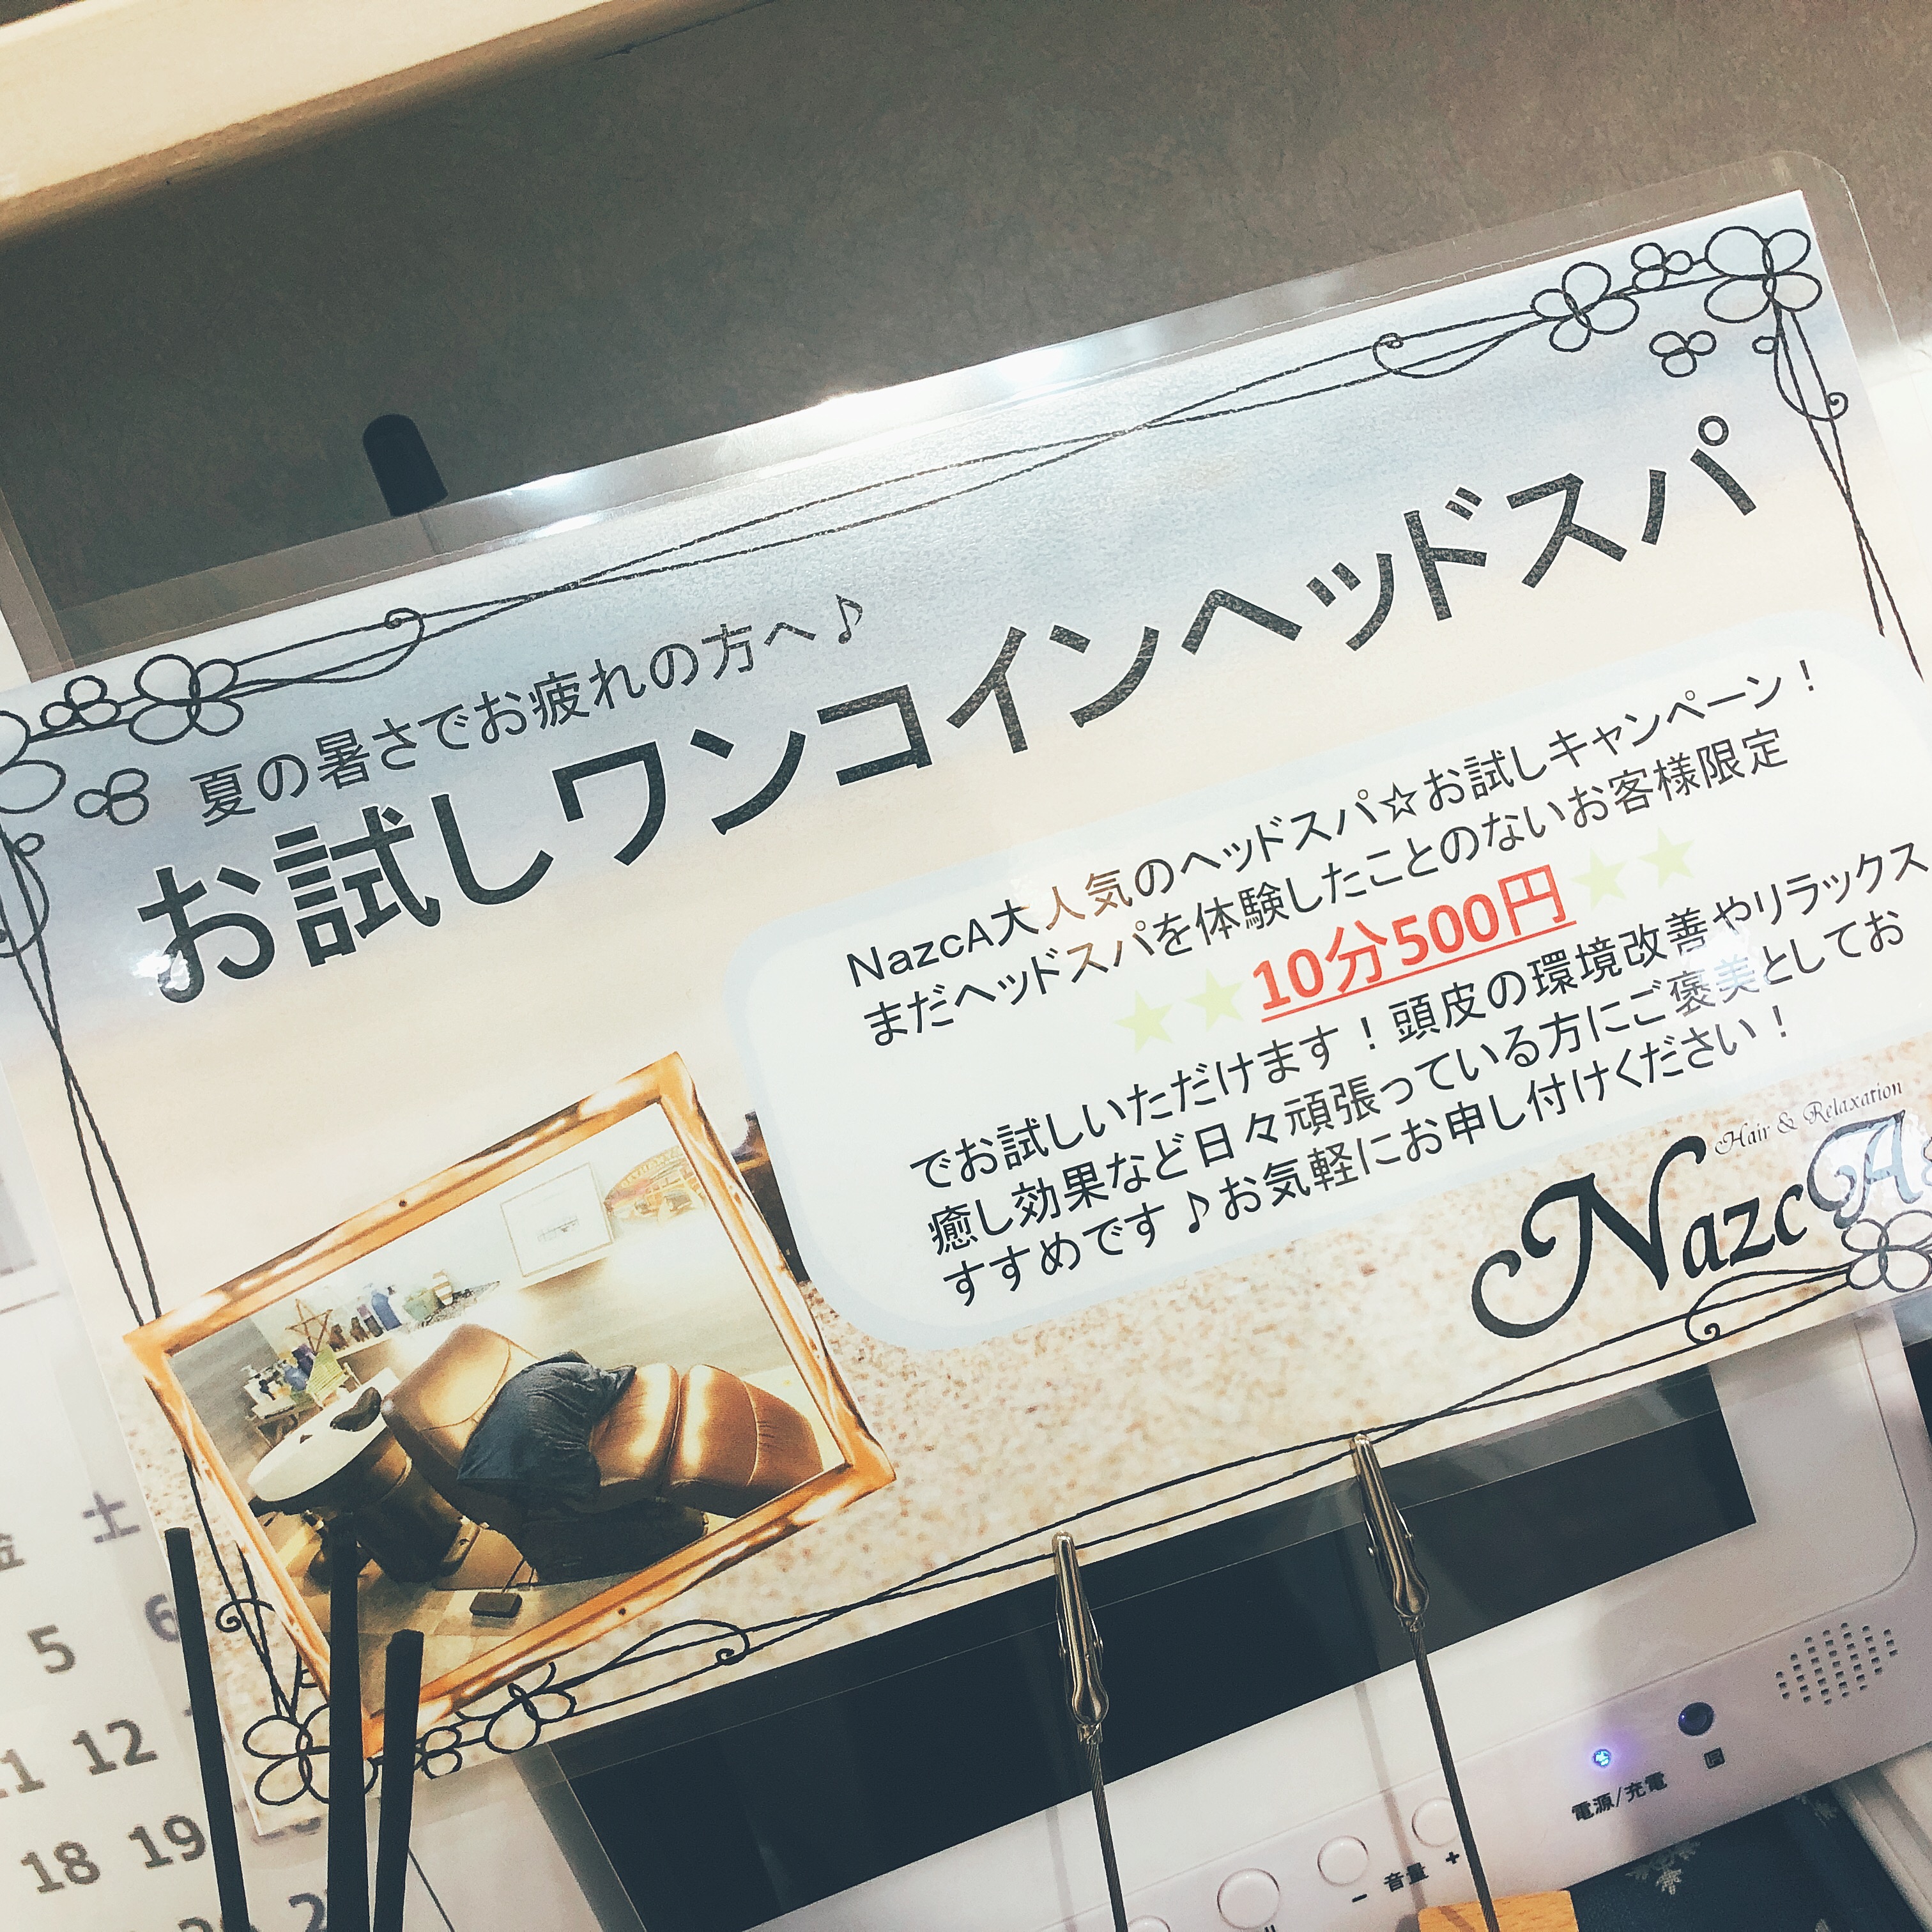 夏の暑さでお疲れの方へ♪
お試しワンコインヘッドスパ
NazcA大人気のヘッドスパ☆お試しキャンペーン！
まだヘッドスパを体験したことのないお客様限定
★★10分500円★★
でお試しいただけます！頭皮の環境改善やリラックス
癒し効果など日々頑張っている方にご褒美としてお
すすめです♪お気軽にお申し付けください！
Hair & Relaxation
NazcA
土
5 6
12
18 19
電源/充電
− 音量 +